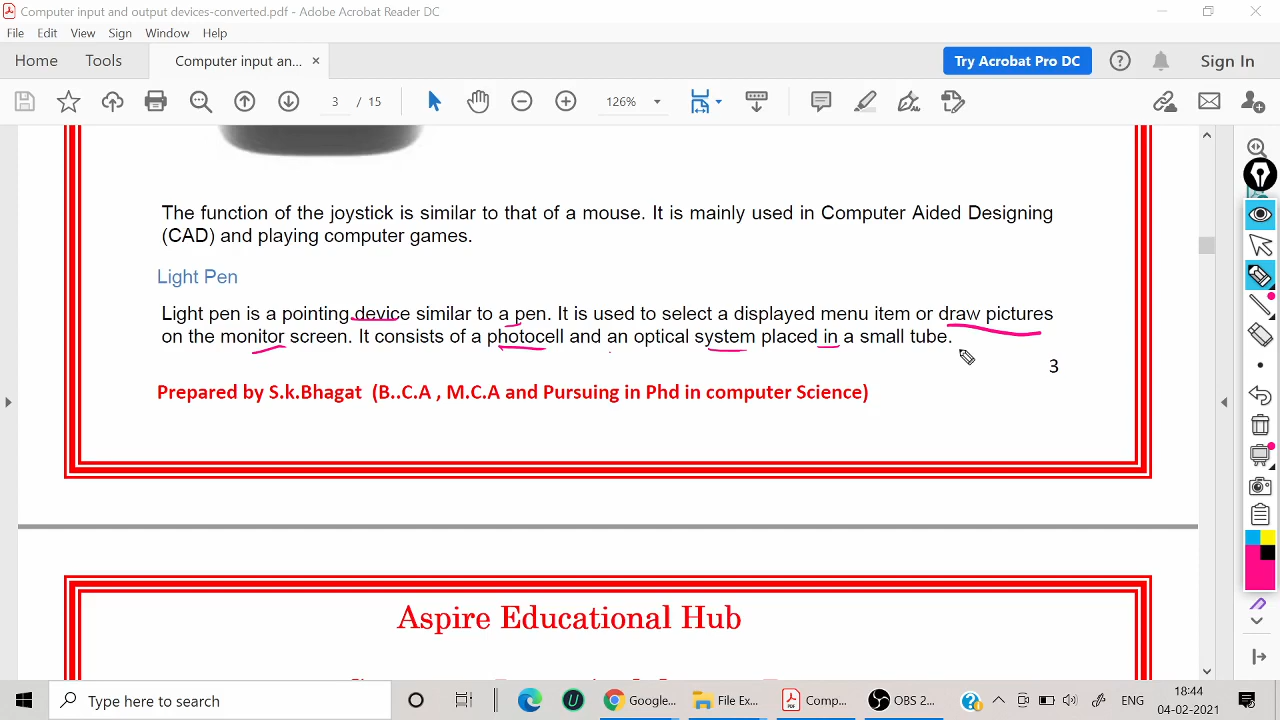 Computer input and output devices-converted.pdf - Adobe Acrobat Reader DC
File Edit View Sign Window Help
Home Tools Computer input an... × Try Acrobat Pro DC Sign In
3 / 15 126%
The function of the joystick is similar to that of a mouse. It is mainly used in Computer Aided Designing
(CAD) and playing computer games.
Light Pen
Light pen is a pointing device similar to a pen. It is used to select a displayed menu item or draw pictures
on the monitor screen. It consists of a photocell and an optical system placed in a small tube.
3
Prepared by S.k.Bhagat (B..C.A , M.C.A and Pursuing in Phd in computer Science)
Aspire Educational Hub
Type here to search Google... File Ex... Comp... OBS 2... ENG 18:44
04-02-2021